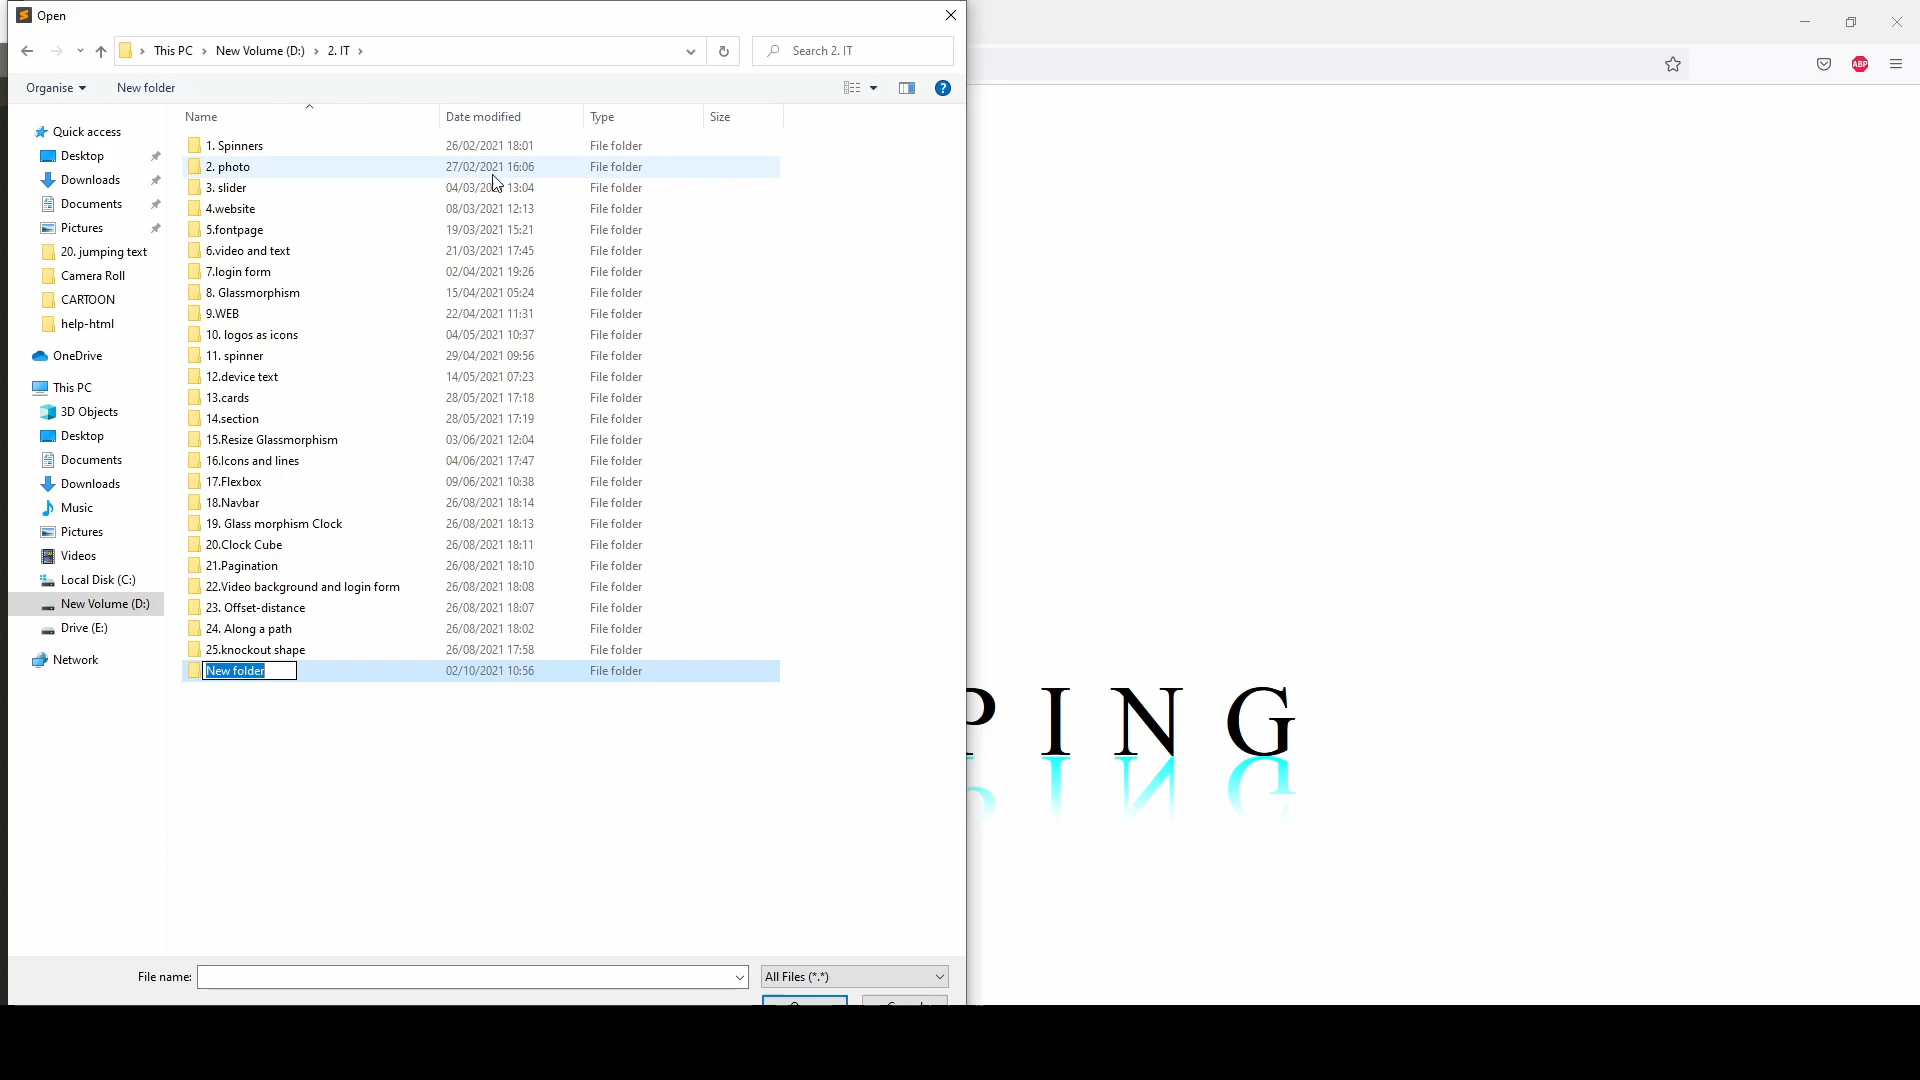 Open
This PC
New Volume (D:)
2. IT
Search 2. IT
ABP
Organise
New folder
?
Name
Date modified
Type
Size
Quick access
Desktop
Downloads
Documents
Pictures
20. jumping text
Camera Roll
CARTOON
help-html
OneDrive
This PC
3D Objects
Desktop
Documents
Downloads
Music
Pictures
Videos
Local Disk (C:)
New Volume (D:)
Drive (E:)
Network
1. Spinners 26/02/2021 18:01 File folder
2. photo 27/02/2021 16:06 File folder
3. slider 04/03/20 13:04 File folder
4.website 08/03/2021 12:13 File folder
5.fontpage 19/03/2021 15:21 File folder
6.video and text 21/03/2021 17:45 File folder
7.login form 02/04/2021 19:26 File folder
8. Glassmorphism 15/04/2021 05:24 File folder
9.WEB 22/04/2021 11:31 File folder
10. logos as icons 04/05/2021 10:37 File folder
11. spinner 29/04/2021 09:56 File folder
12.device text 14/05/2021 07:23 File folder
13.cards 28/05/2021 17:18 File folder
14.section 28/05/2021 17:19 File folder
15.Resize Glassmorphism 03/06/2021 12:04 File folder
16.Icons and lines 04/06/2021 17:47 File folder
17.Flexbox 09/06/2021 10:38 File folder
18.Navbar 26/08/2021 18:14 File folder
19. Glass morphism Clock 26/08/2021 18:13 File folder
20.Clock Cube 26/08/2021 18:11 File folder
21.Pagination 26/08/2021 18:10 File folder
22.Video background and login form 26/08/2021 18:08 File folder
23. Offset-distance 26/08/2021 18:07 File folder
24. Along a path 26/08/2021 18:02 File folder
25.knockout shape 26/08/2021 17:58 File folder
New folder 02/10/2021 10:56 File folder
PING
File name:
All Files (*.*)